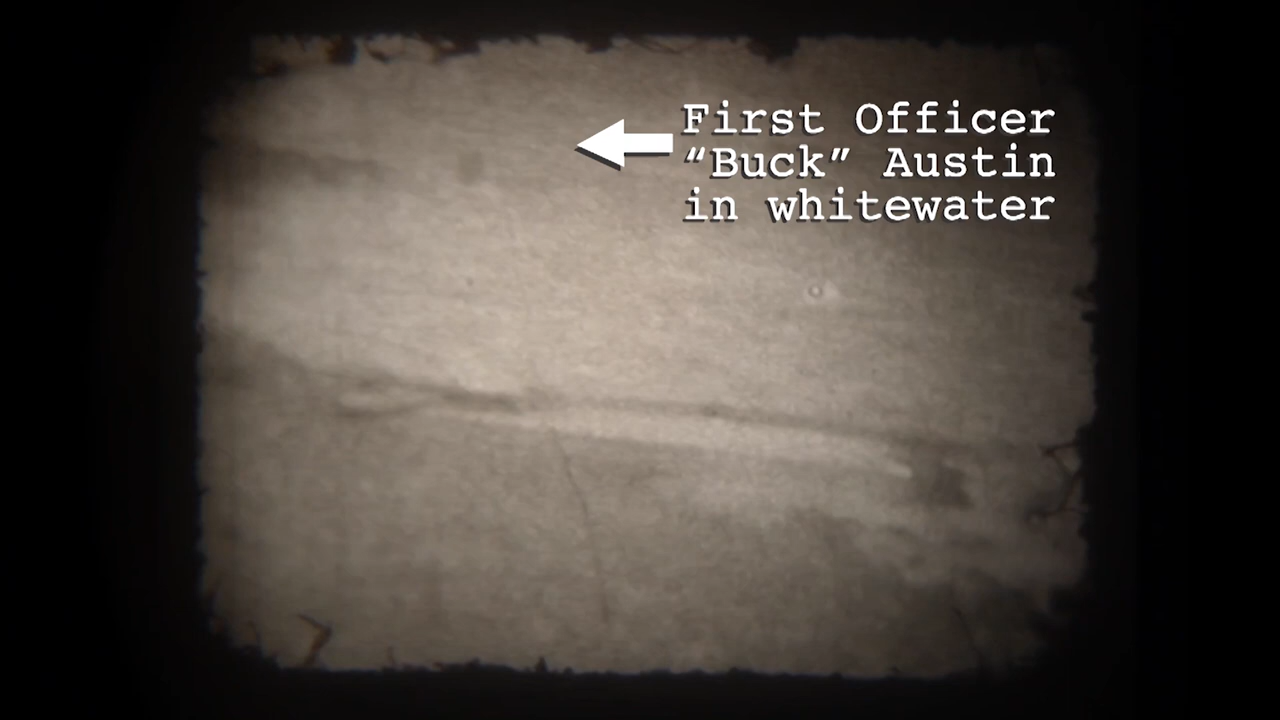 First Officer
“Buck” Austin
in whitewater